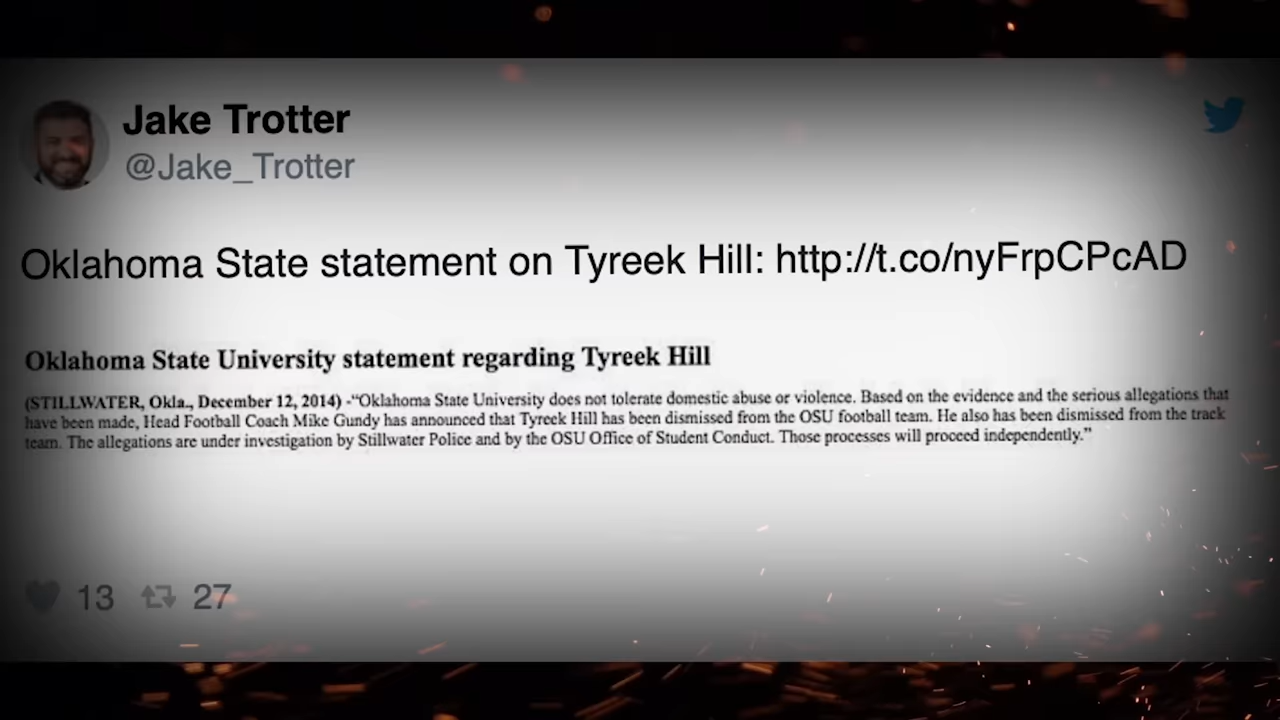 Jake Trotter
@Jake_Trotter
Oklahoma State statement on Tyreek Hill: http://t.co/nyFrpCPcAD
Oklahoma State University statement regarding Tyreek Hill
(STILLWATER, Okla., December 12, 2014) -“Oklahoma State University does not tolerate domestic abuse or violence. Based on the evidence and the serious allegations that
have been made, Head Football Coach Mike Gundy has announced that Tyreek Hill has been dismissed from the OSU football team. He also has been dismissed from the track
team. The allegations are under investigation by Stillwater Police and by the OSU Office of Student Conduct. Those processes will proceed independently.”
13 27